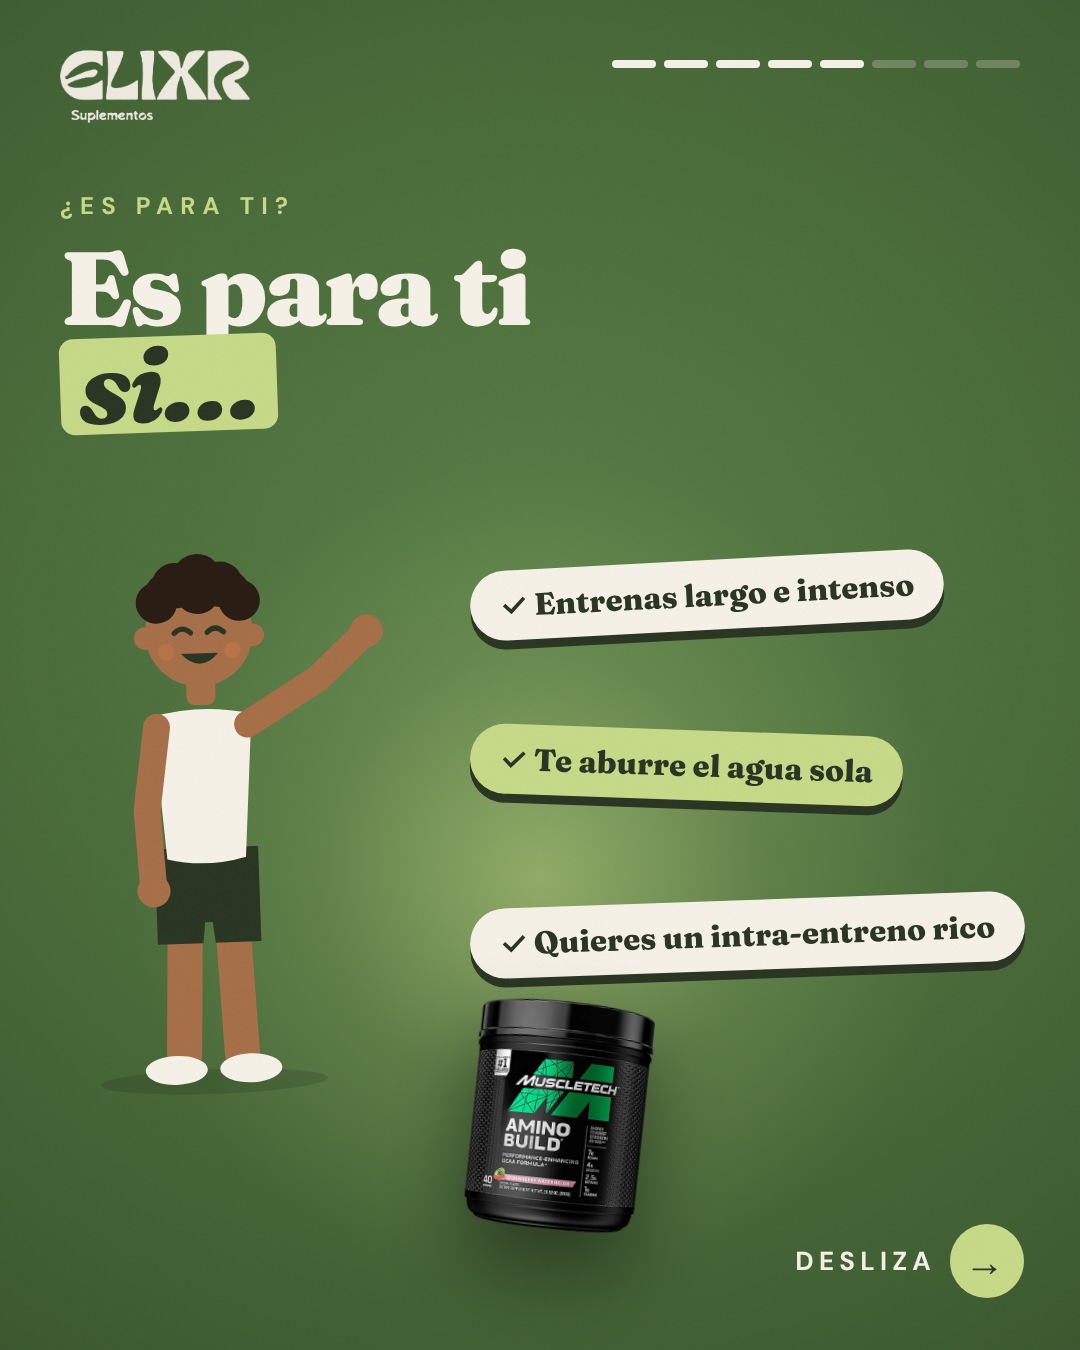 ELIXR
Suplementos
¿ES PARA TI?
Es para ti
si...
✓ Entrenas largo e intenso
✓ Te aburre el agua sola
✓ Quieres un intra-entreno rico
#1
MUSCLETECH
AMINO
BUILD
PERFORMANCE-ENHANCING
BCAA FORMULA
40
DESLIZA →